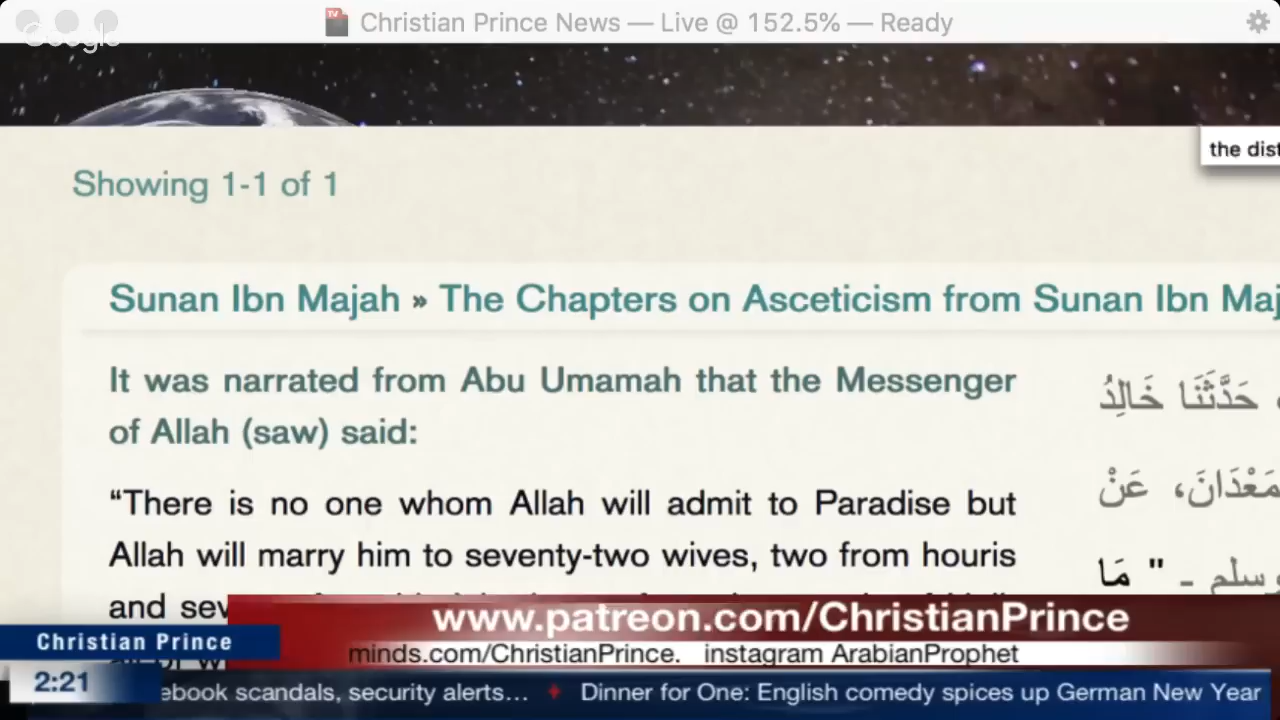 Christian Prince News — Live @ 152.5% — Ready
Google
the dist
Showing 1-1 of 1
Sunan Ibn Majah » The Chapters on Asceticism from Sunan Ibn Maj
It was narrated from Abu Umamah that the Messenger
of Allah (saw) said:
“There is no one whom Allah will admit to Paradise but
Allah will marry him to seventy-two wives, two from houris
and sev
حَدَّثَنَا خَالِدُ
مَعْدَانَ، عَنْ
وسلم ـ " مَا
www.patreon.com/ChristianPrince
minds.com/ChristianPrince. instagram ArabianProphet
Christian Prince
2:21
ebook scandals, security alerts... ♦ Dinner for One: English comedy spices up German New Year